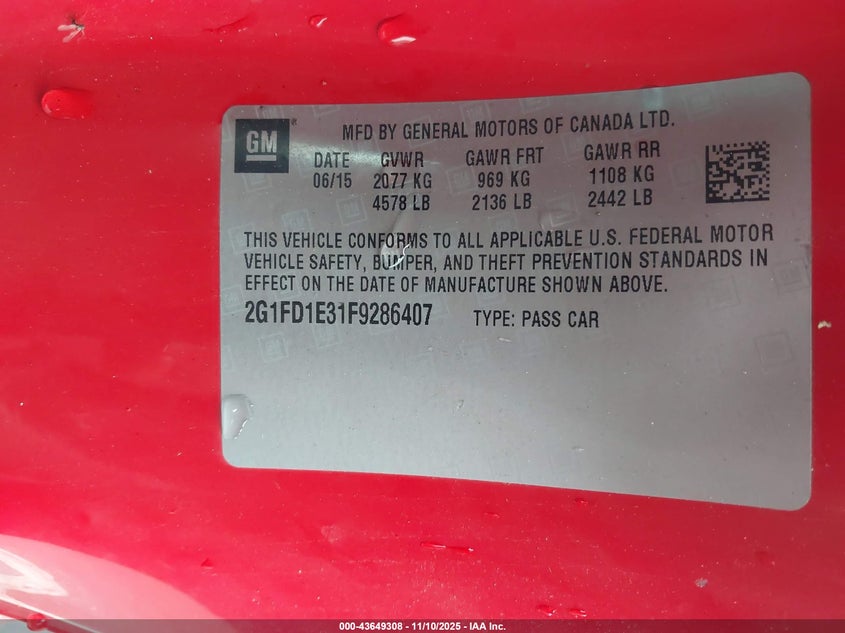 GM®
MFD BY GENERAL MOTORS OF CANADA LTD.
DATE GVWR GAWR FRT GAWR RR
06/15 2077 KG 969 KG 1108 KG
4578 LB 2136 LB 2442 LB
THIS VEHICLE CONFORMS TO ALL APPLICABLE U.S. FEDERAL MOTOR
VEHICLE SAFETY, BUMPER, AND THEFT PREVENTION STANDARDS IN
EFFECT ON THE DATE OF MANUFACTURE SHOWN ABOVE.
2G1FD1E31F9286407 TYPE: PASS CAR
000-43649308 - 11/10/2025 - IAA Inc.